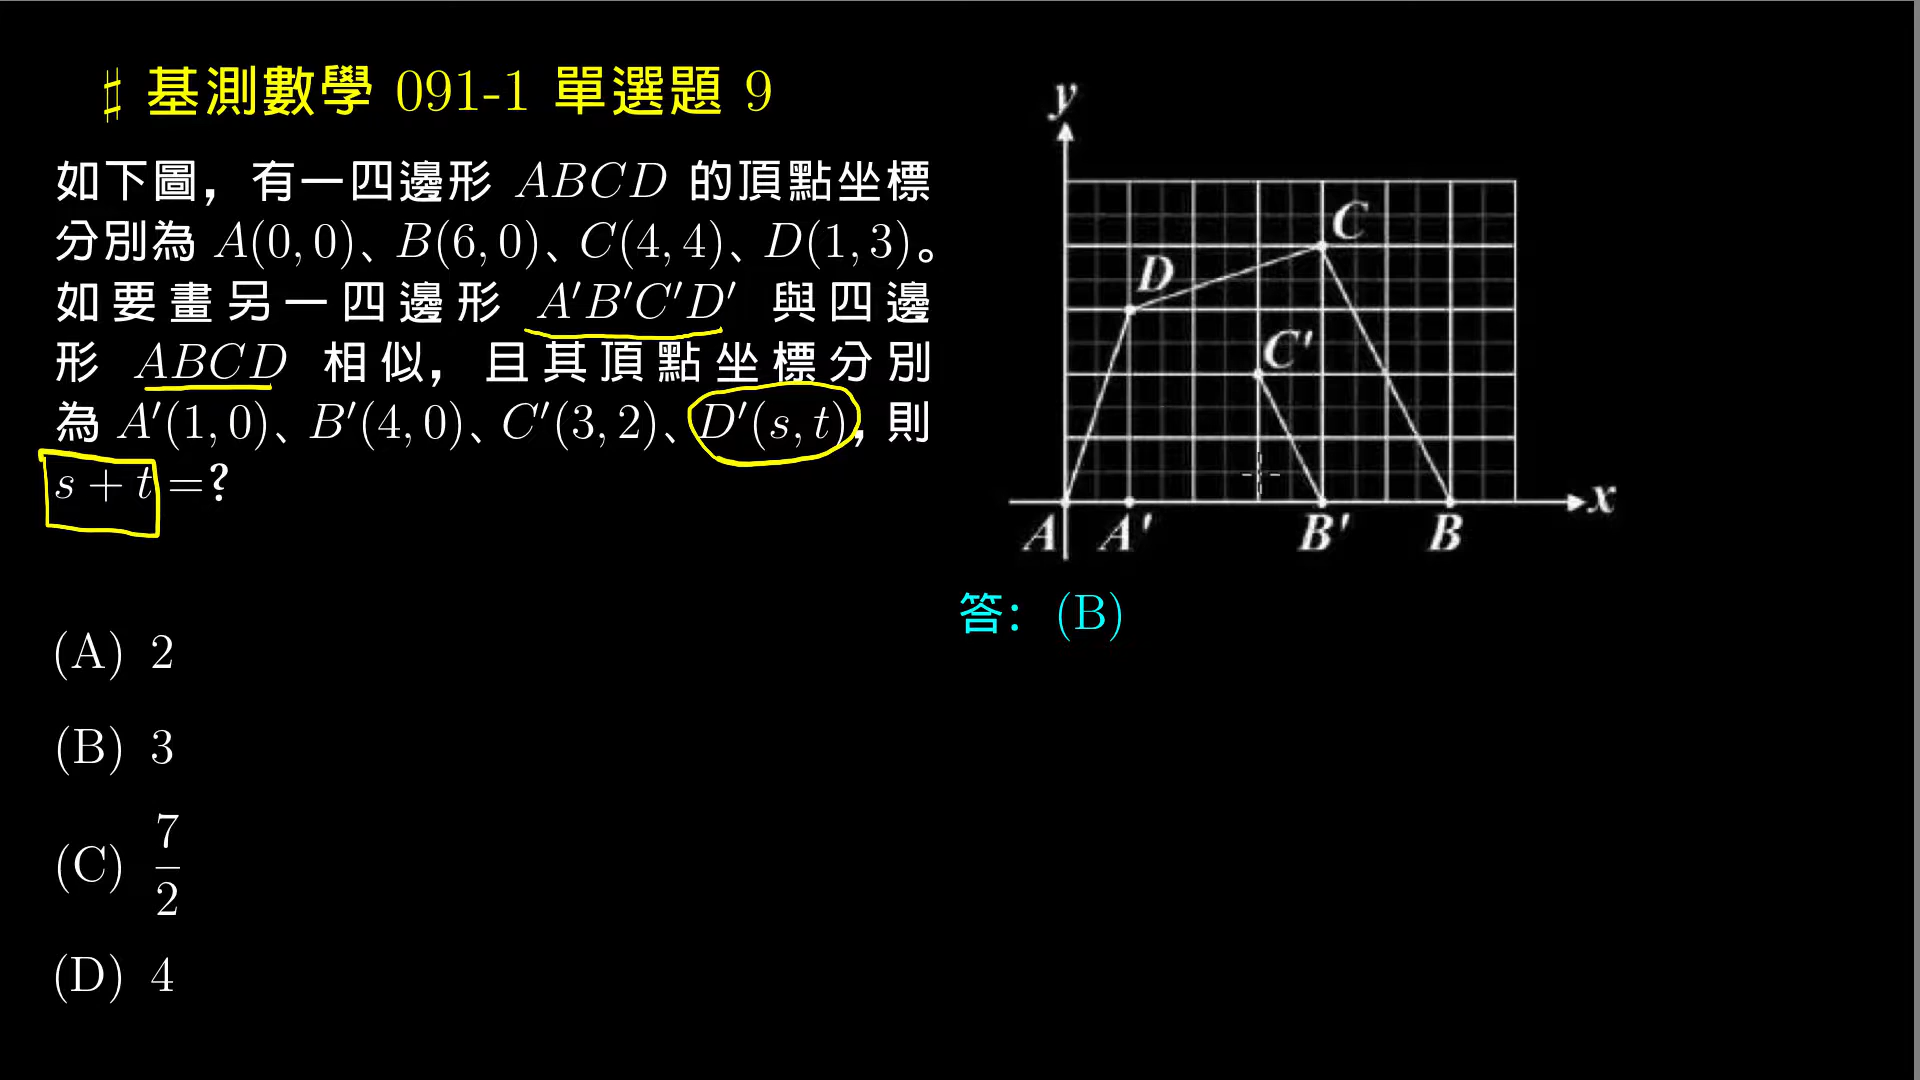 ♯ 基測數學 091-1 單選題 9
如下圖，有一四邊形 ABCD 的頂點坐標
分別為 A(0,0)、B(6,0)、C(4,4)、D(1,3)。
如要畫另一四邊形 A′B′C′D′ 與四邊
形 ABCD 相似，且其頂點坐標分別
為 A′(1,0)、B′(4,0)、C′(3,2)、D′(s,t)，則
s + t =?
(A) 2
(B) 3
(C) 7/2
(D) 4
y
C
D
C'
x
A A' B' B
答：(B)